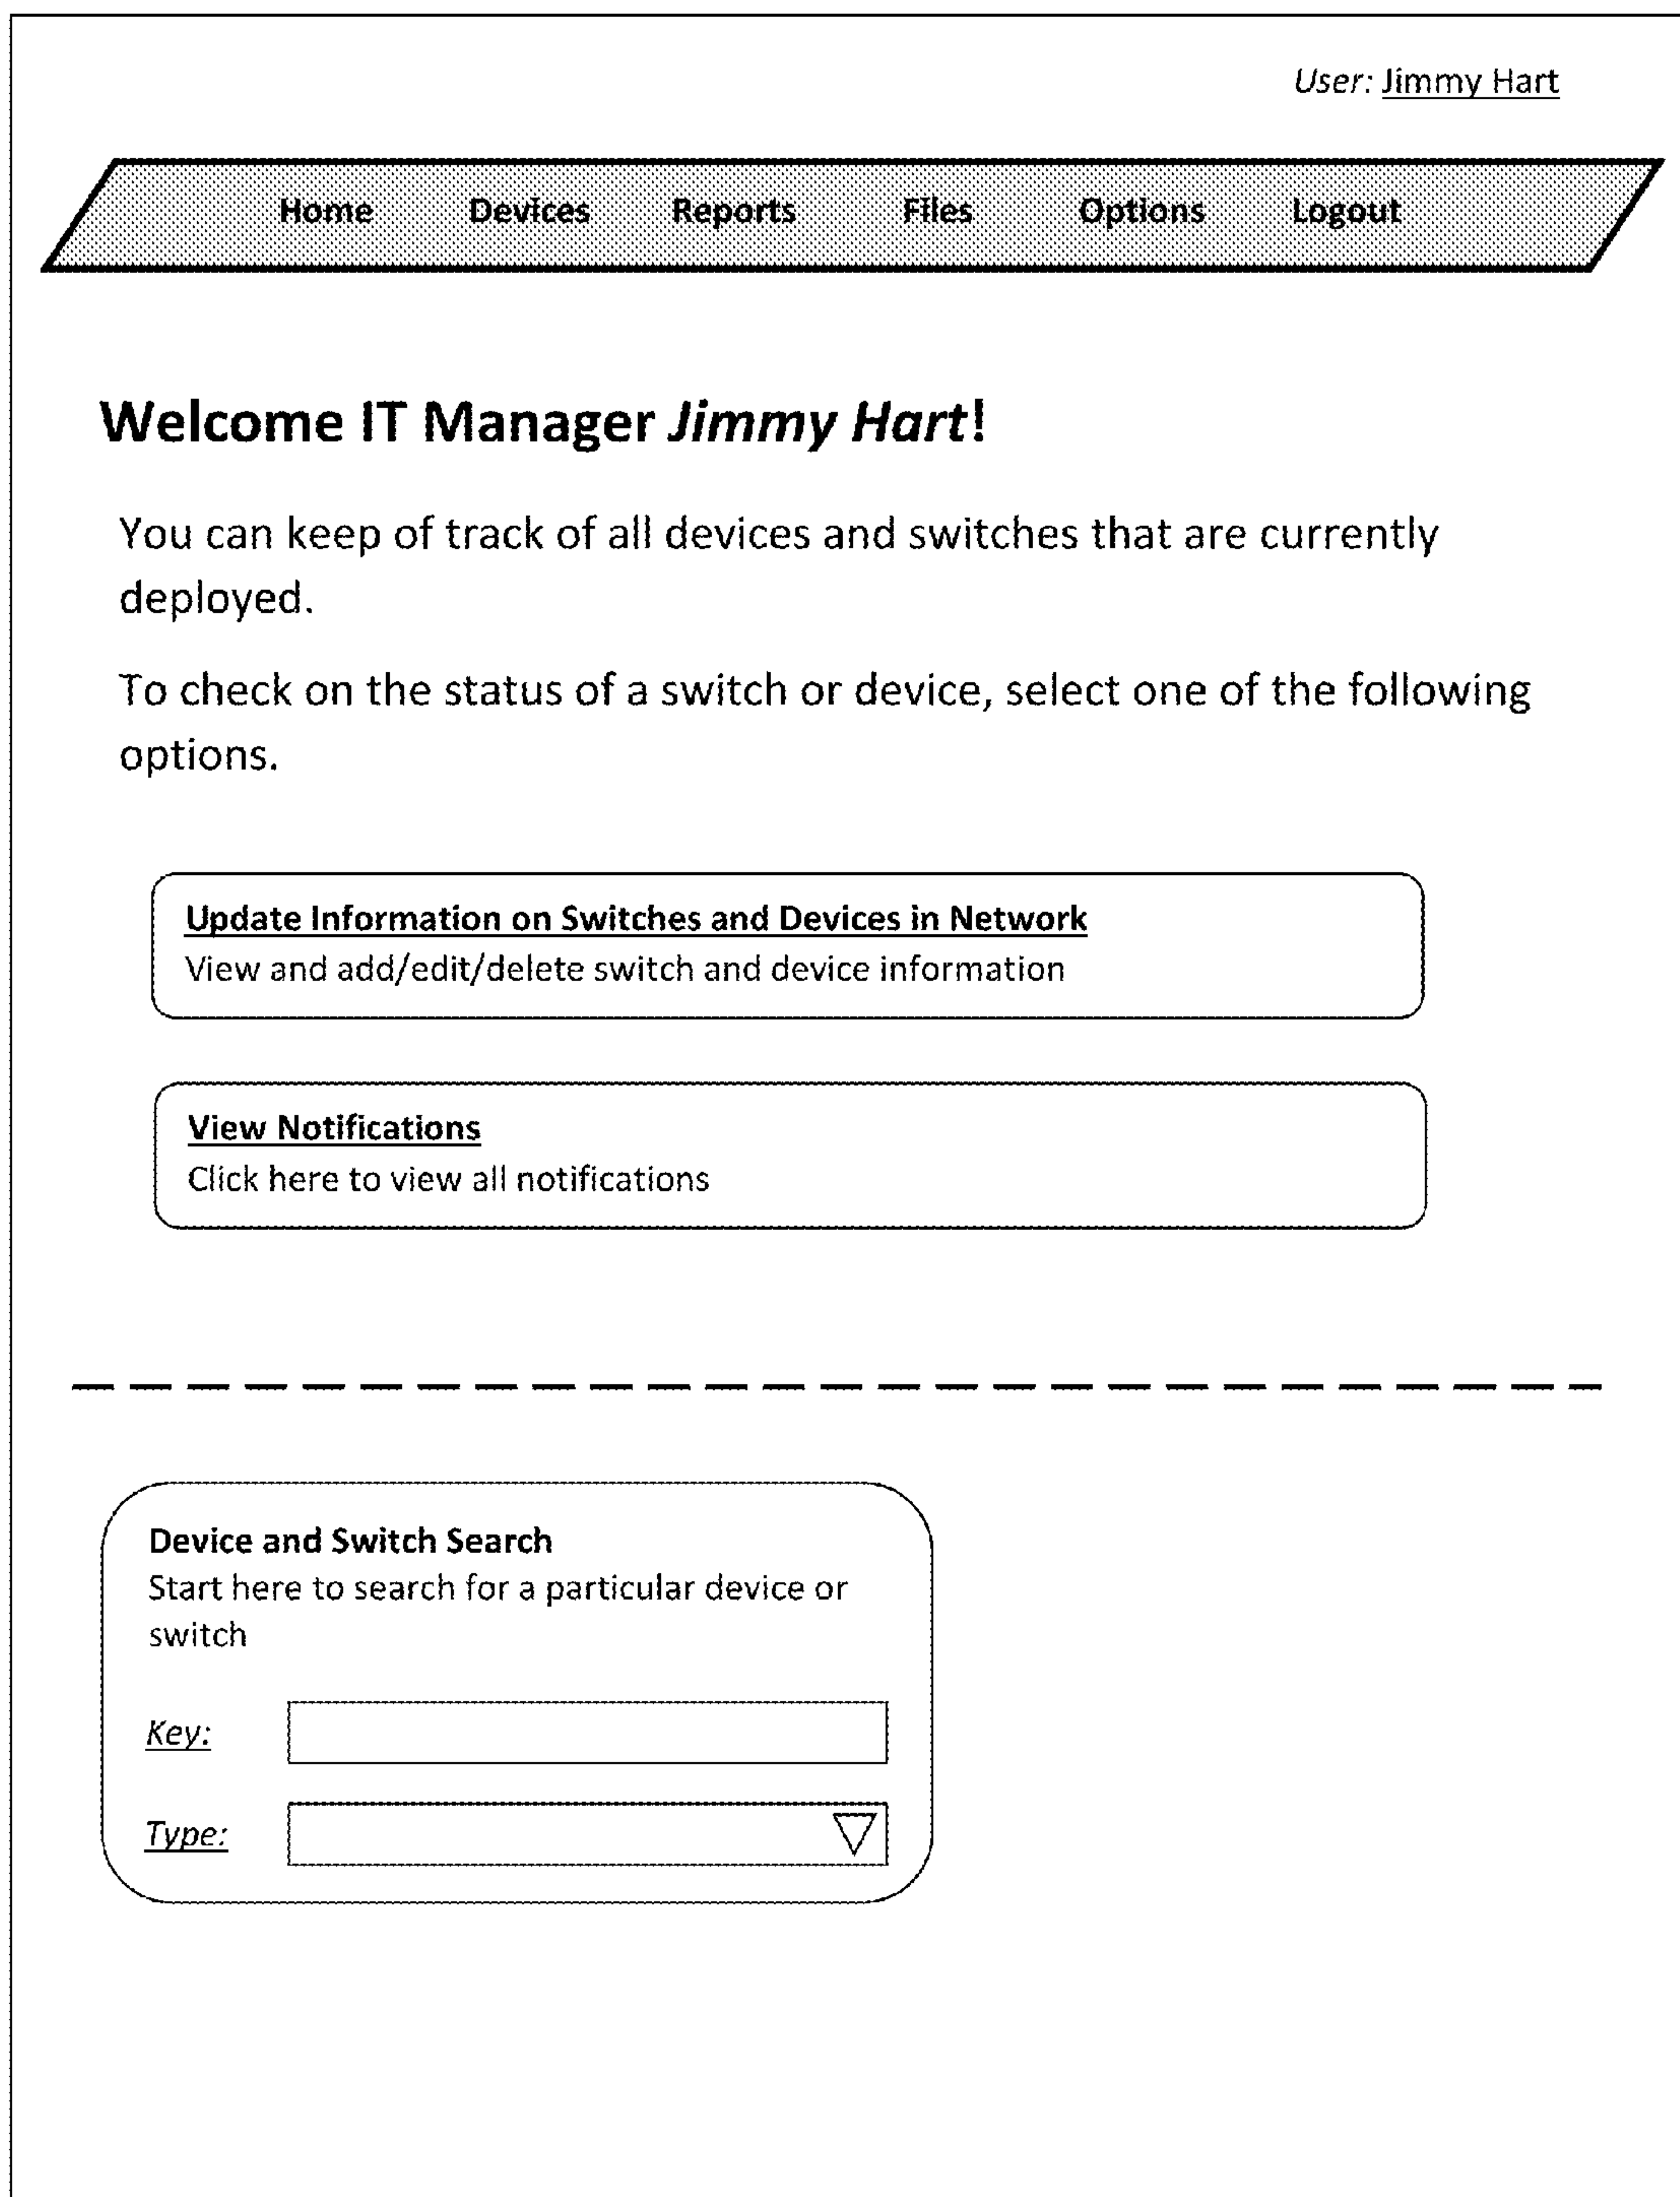 User: Jimmy Hart
Home Devices Reports Files Options Logout
Welcome IT Manager Jimmy Hart!
You can keep of track of all devices and switches that are currently
deployed.
To check on the status of a switch or device, select one of the following
options.
Update Information on Switches and Devices in Network
View and add/edit/delete switch and device information
View Notifications
Click here to view all notifications
Device and Switch Search
Start here to search for a particular device or
switch
Key:
Type: